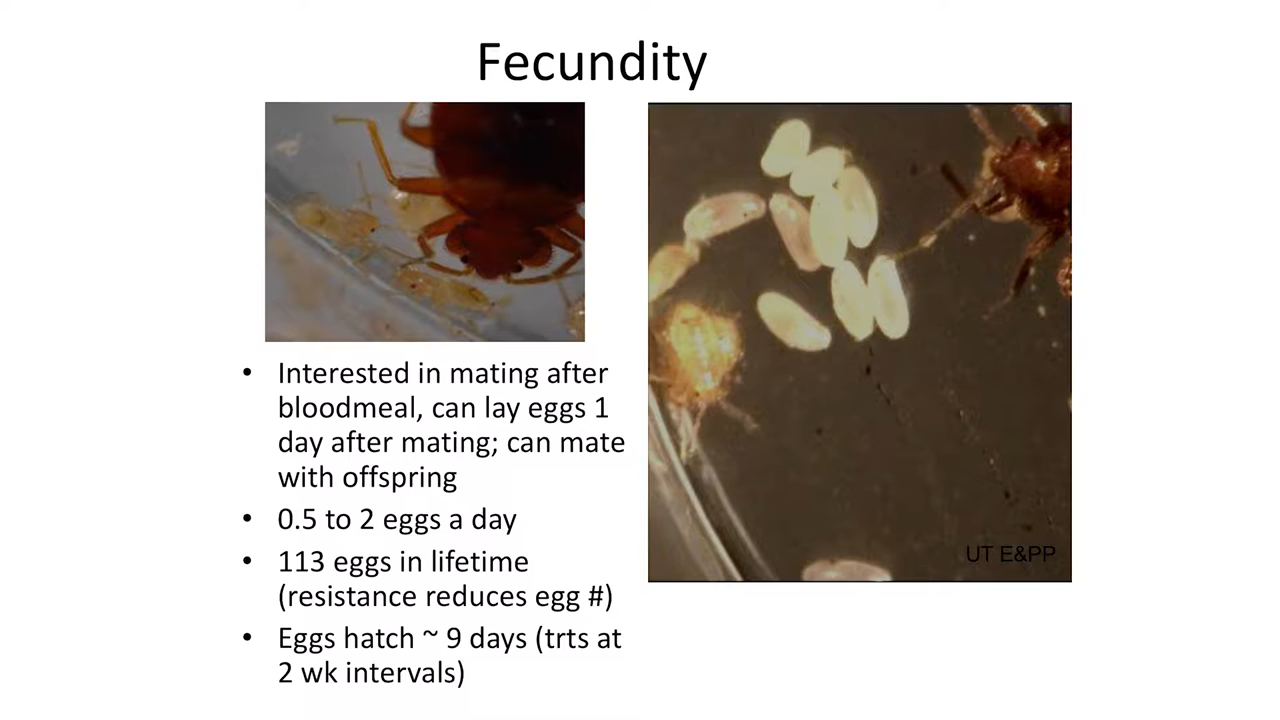 Fecundity
• Interested in mating after
bloodmeal, can lay eggs 1
day after mating; can mate
with offspring
• 0.5 to 2 eggs a day
• 113 eggs in lifetime
(resistance reduces egg #)
• Eggs hatch ~ 9 days (trts at
2 wk intervals)
UT E&PP